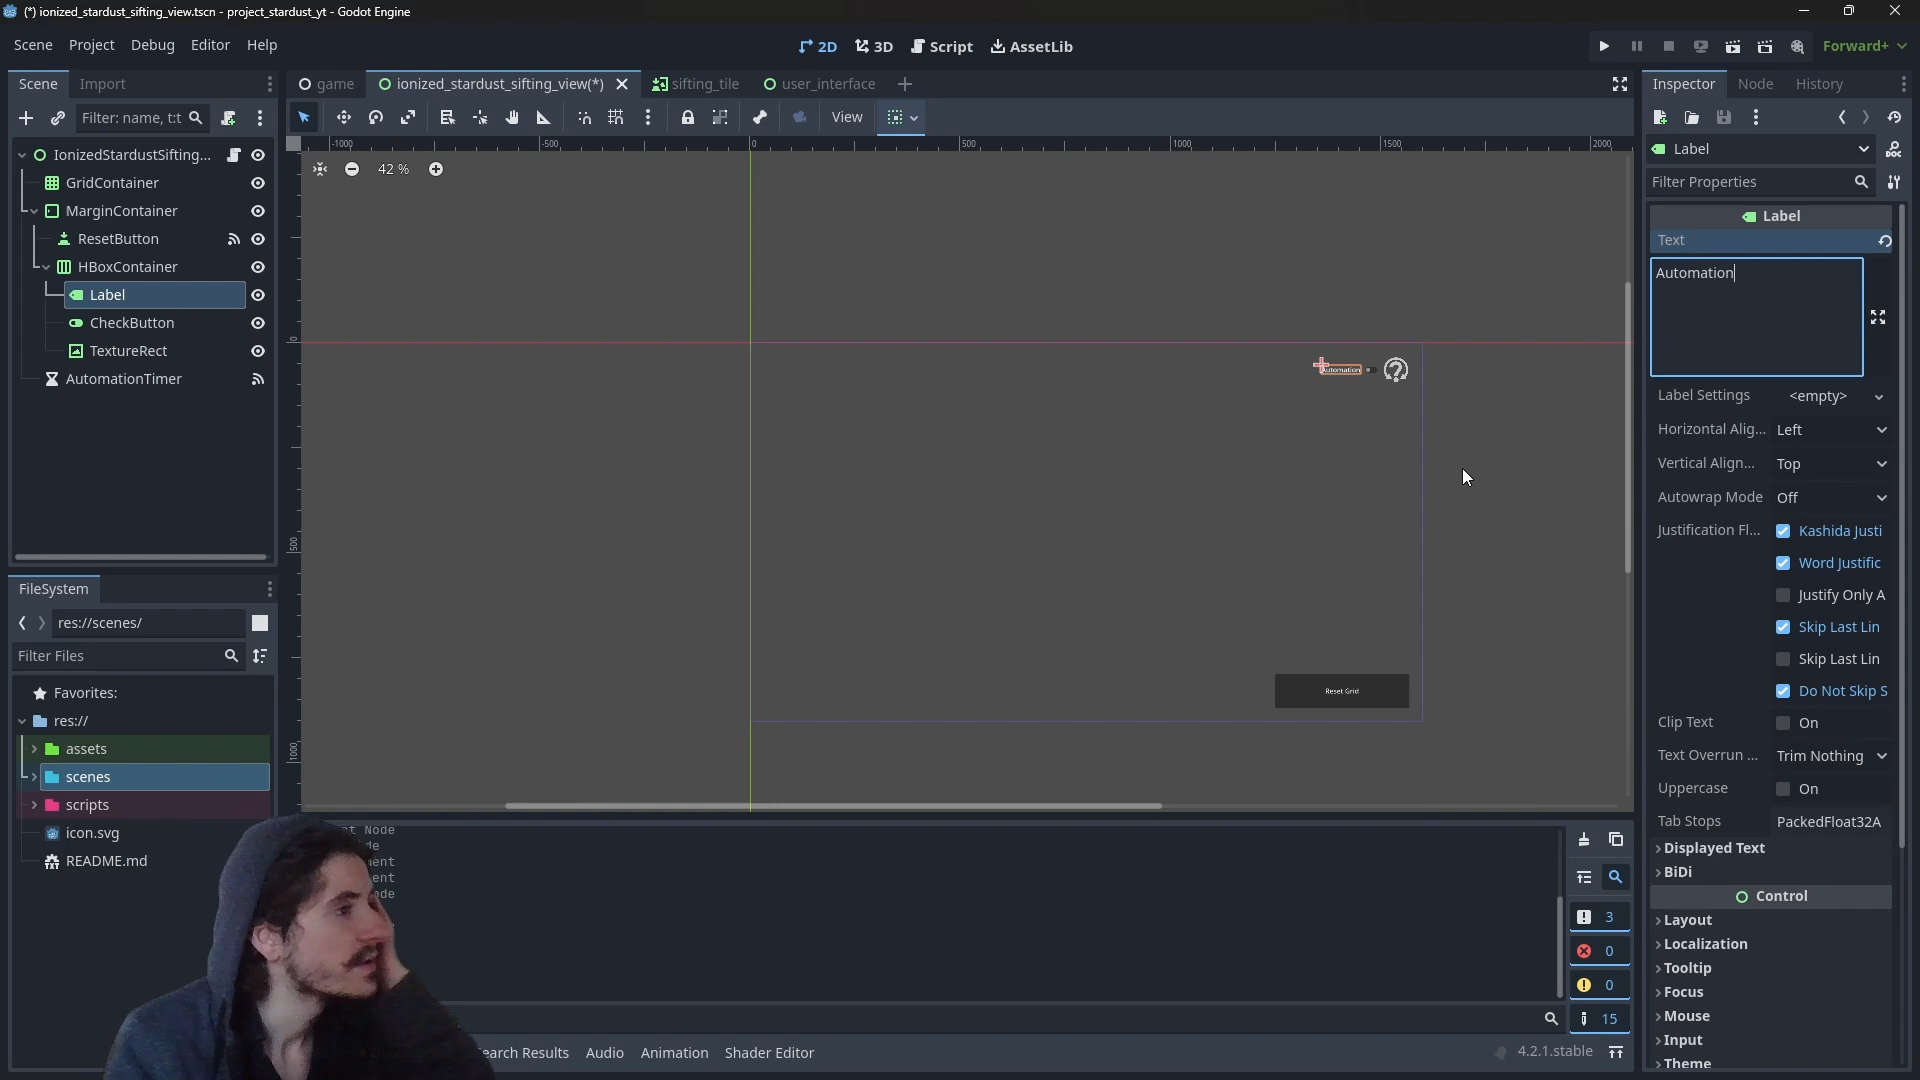 (*) ionized_stardust_sifting_view.tscn - project_stardust_yt - Godot Engine
Scene Project Debug Editor Help
2D 3D Script AssetLib
Forward+
Scene Import
game ionized_stardust_sifting_view(*) sifting_tile user_interface
Inspector Node History
Filter: name, t:t
View
Label
Filter Properties
IonizedStardustSifting...
GridContainer
MarginContainer
ResetButton
HBoxContainer
Label
CheckButton
TextureRect
AutomationTimer
-1000 -500 0 500 1000 1500 2000
42 %
0
500
1000
Automation
Reset Grid
Label
Text
Automation
Label Settings <empty>
Horizontal Alig... Left
Vertical Align... Top
Autowrap Mode Off
Justification Fl... Kashida Justi
Word Justific
Justify Only A
Skip Last Lin
Skip Last Lin
Do Not Skip S
Clip Text On
Text Overrun ... Trim Nothing
Uppercase On
Tab Stops PackedFloat32A
Displayed Text
BiDi
Control
Layout
Localization
Tooltip
Focus
Mouse
Input
Theme
FileSystem
res://scenes/
Filter Files
Favorites:
res://
assets
scenes
scripts
icon.svg
README.md
Node
3
0
0
15
Search Results Audio Animation Shader Editor
4.2.1.stable